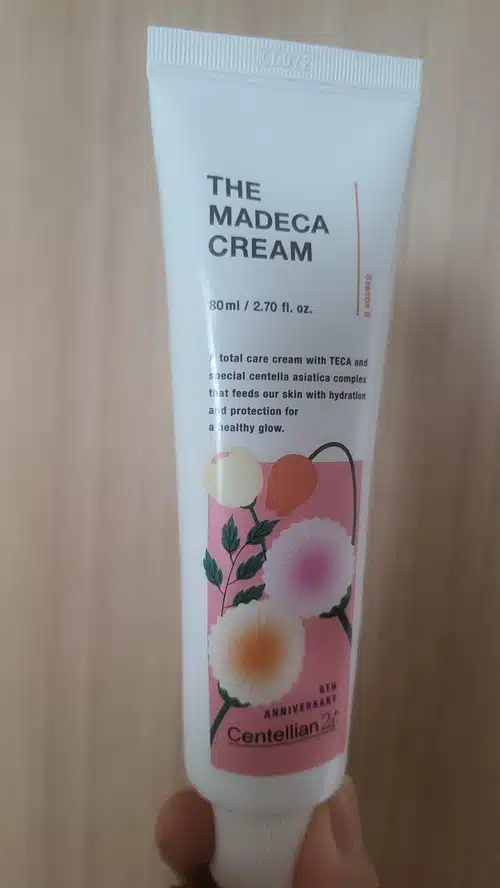 THE
MADECA
CREAM
Season 6
80ml / 2.70 fl. oz.
A total care cream with TECA and
special centella asiatica complex
that feeds our skin with hydration
and protection for
a healthy glow.
8TH
ANNIVERSARY
Centellian24